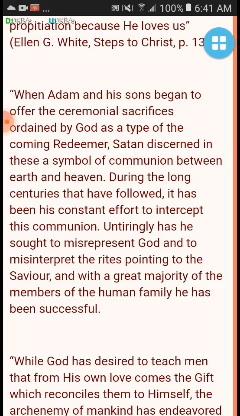 100% 6:41 AM
propitiation because He loves us”
(Ellen G. White, Steps to Christ, p. 13
“When Adam and his sons began to
offer the ceremonial sacrifices
ordained by God as a type of the
coming Redeemer, Satan discerned in
these a symbol of communion between
earth and heaven. During the long
centuries that have followed, it has
been his constant effort to intercept
this communion. Untiringly has he
sought to misrepresent God and to
misinterpret the rites pointing to the
Saviour, and with a great majority of the
members of the human family he has
been successful.
“While God has desired to teach men
that from His own love comes the Gift
which reconciles them to Himself, the
archenemy of mankind has endeavored